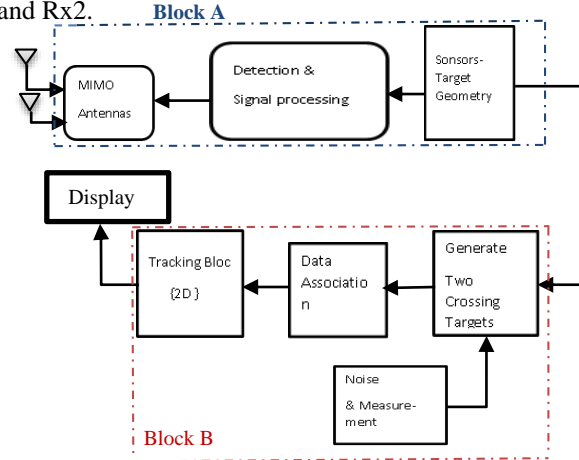 and Rx2.
Block A
MIMO
Antennas
Detection &
Signal processing
Sonsors-
Target
Geometry
Display
Tracking Bloc
{2D }
Data
Associatio
n
Generate
Two
Crossing
Targets
Noise
& Measure-
ment
Block B